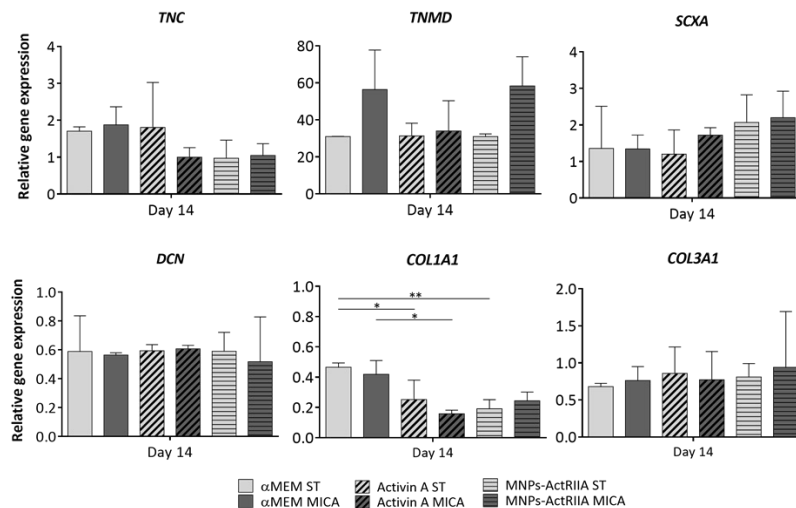 TNC TNMD SCXA
Relative gene expression
4
3
2
1
0
Day 14
80
60
40
20
0
Day 14
4
3
2
1
0
Day 14
DCN COL1A1 COL3A1
Relative gene expression
1.0
0.8
0.6
0.4
0.2
0.0
Day 14
1.0
0.8
0.6
0.4
0.2
0.0
**
*
*
Day 14
2.0
1.5
1.0
0.5
0.0
Day 14
αMEM ST Activin A ST MNPs-ActRIIA ST
αMEM MICA Activin A MICA MNPs-ActRIIA MICA